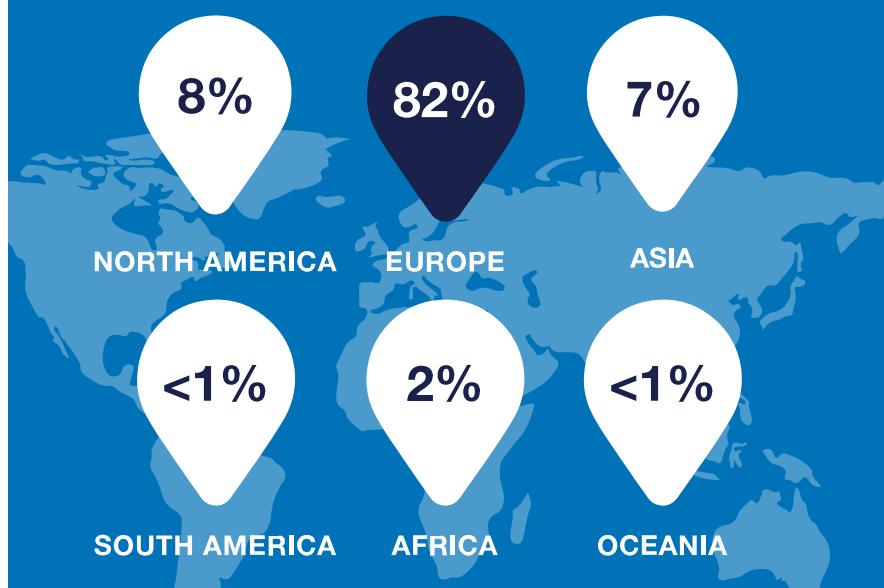 8% 82% 7%
NORTH AMERICA EUROPE ASIA
<1% 2% <1%
SOUTH AMERICA AFRICA OCEANIA